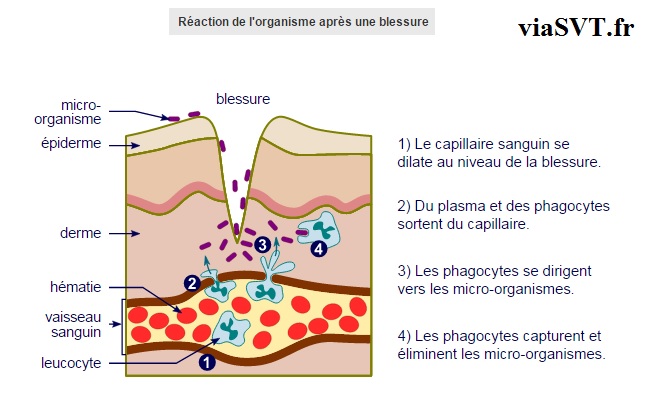 Réaction de l'organisme après une blessure
viaSVT.fr
micro-
organisme
blessure
épiderme
derme
hématie
vaisseau
sanguin
leucocyte
1
2
3
4
1) Le capillaire sanguin se
dilate au niveau de la blessure.
2) Du plasma et des phagocytes
sortent du capillaire.
3) Les phagocytes se dirigent
vers les micro-organismes.
4) Les phagocytes capturent et
éliminent les micro-organismes.